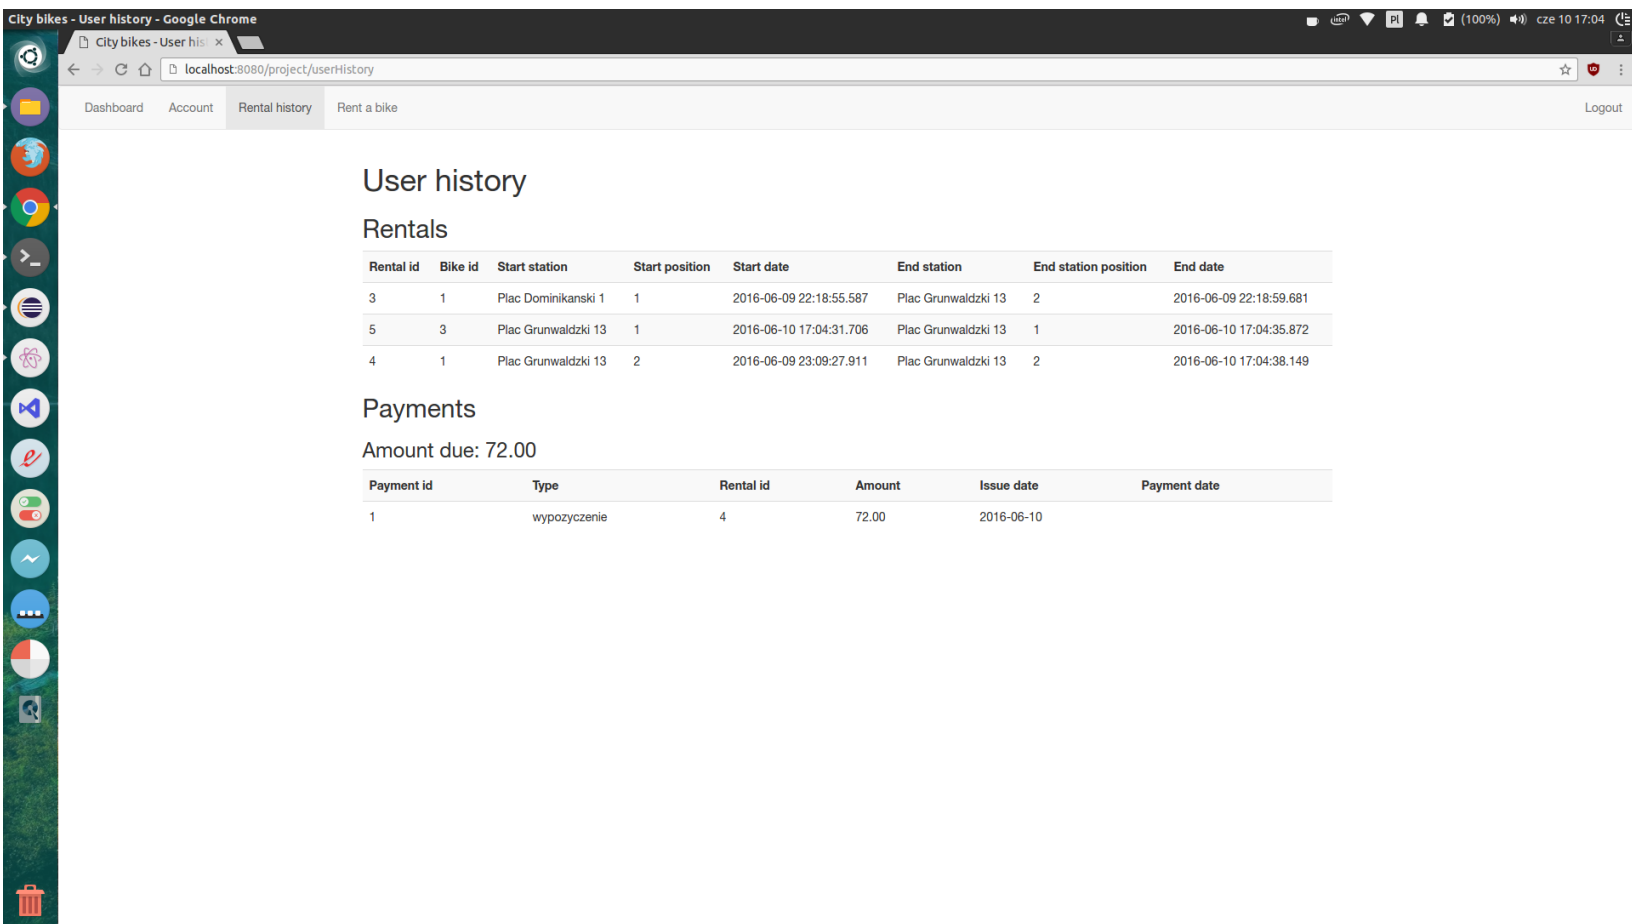 City bikes - User history - Google Chrome
(100%) cze 10 17:04
City bikes - User his
localhost:8080/project/userHistory
Dashboard Account Rental history Rent a bike Logout
User history
Rentals
Rental id Bike id Start station Start position Start date End station End station position End date
3 1 Plac Dominikanski 1 1 2016-06-09 22:18:55.587 Plac Grunwaldzki 13 2 2016-06-09 22:18:59.681
5 3 Plac Grunwaldzki 13 1 2016-06-10 17:04:31.706 Plac Grunwaldzki 13 1 2016-06-10 17:04:35.872
4 1 Plac Grunwaldzki 13 2 2016-06-09 23:09:27.911 Plac Grunwaldzki 13 2 2016-06-10 17:04:38.149
Payments
Amount due: 72.00
Payment id Type Rental id Amount Issue date Payment date
1 wypozyczenie 4 72.00 2016-06-10